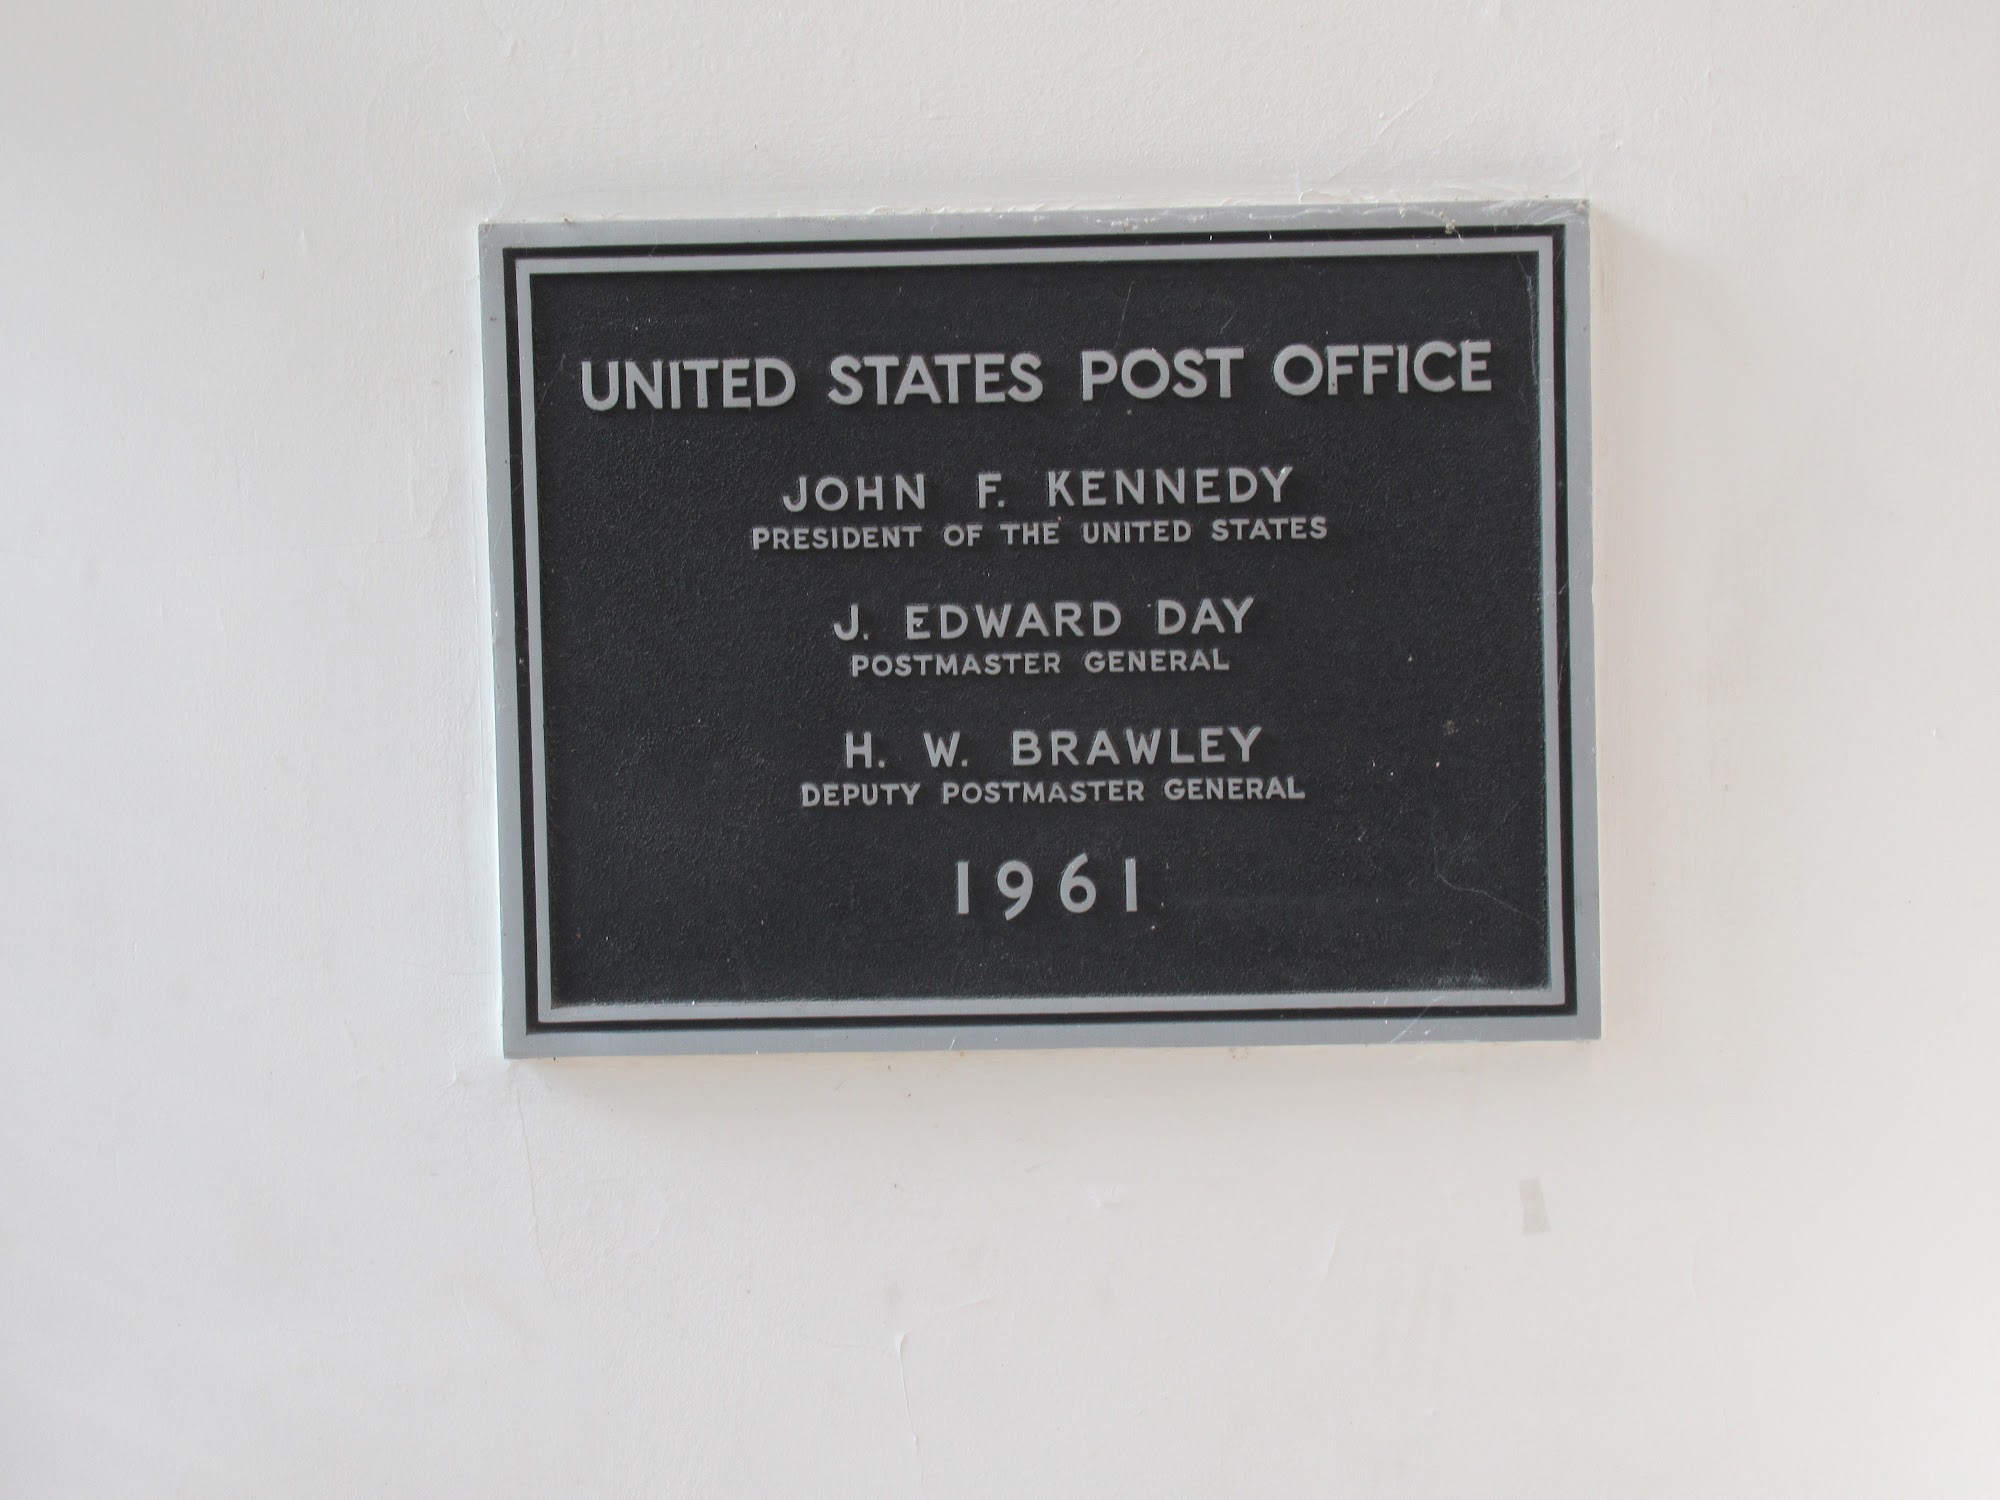 UNITED STATES POST OFFICE
JOHN F. KENNEDY
PRESIDENT OF THE UNITED STATES
J. EDWARD DAY
POSTMASTER GENERAL
H. W. BRAWLEY
DEPUTY POSTMASTER GENERAL
1961